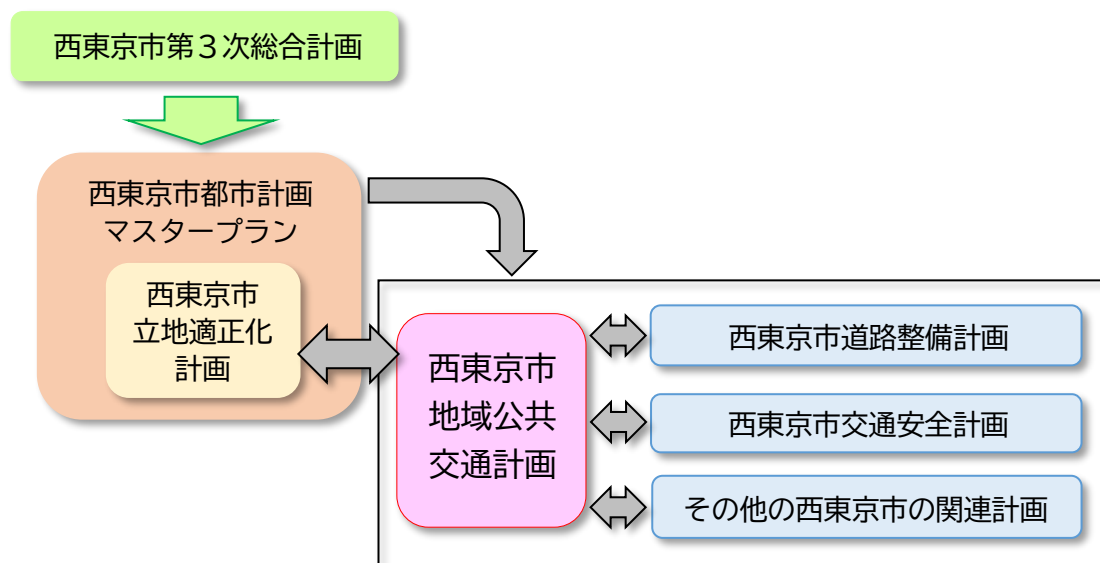 西東京市第３次総合計画
西東京市都市計画
マスタープラン
西東京市
立地適正化
計画
西東京市
地域公共
交通計画
西東京市道路整備計画
西東京市交通安全計画
その他の西東京市の関連計画